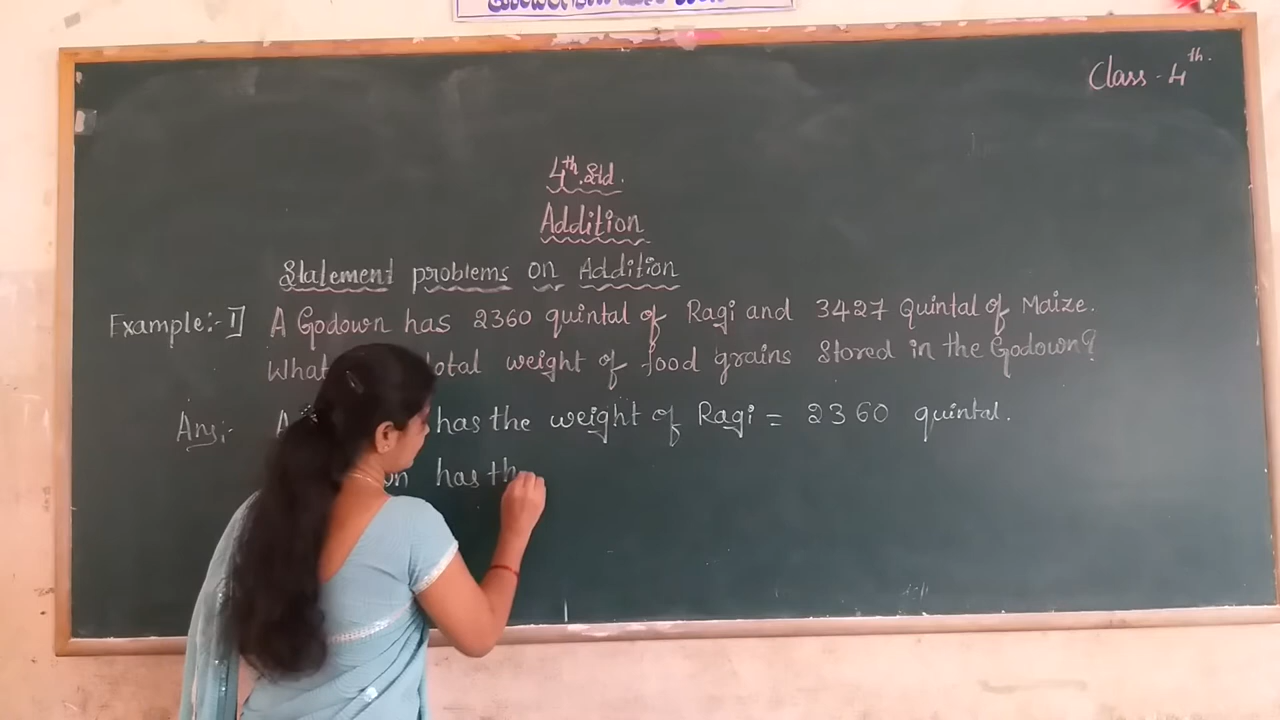 Class - 4th.
4th. Std.
Addition
Statement problems on Addition
Example:- 1] A Godown has 2360 quintal of Ragi and 3427 Quintal of Maize.
What total weight of food grains Stored in the Godown?
Ans:- A has the weight of Ragi = 2360 quintal.
has th